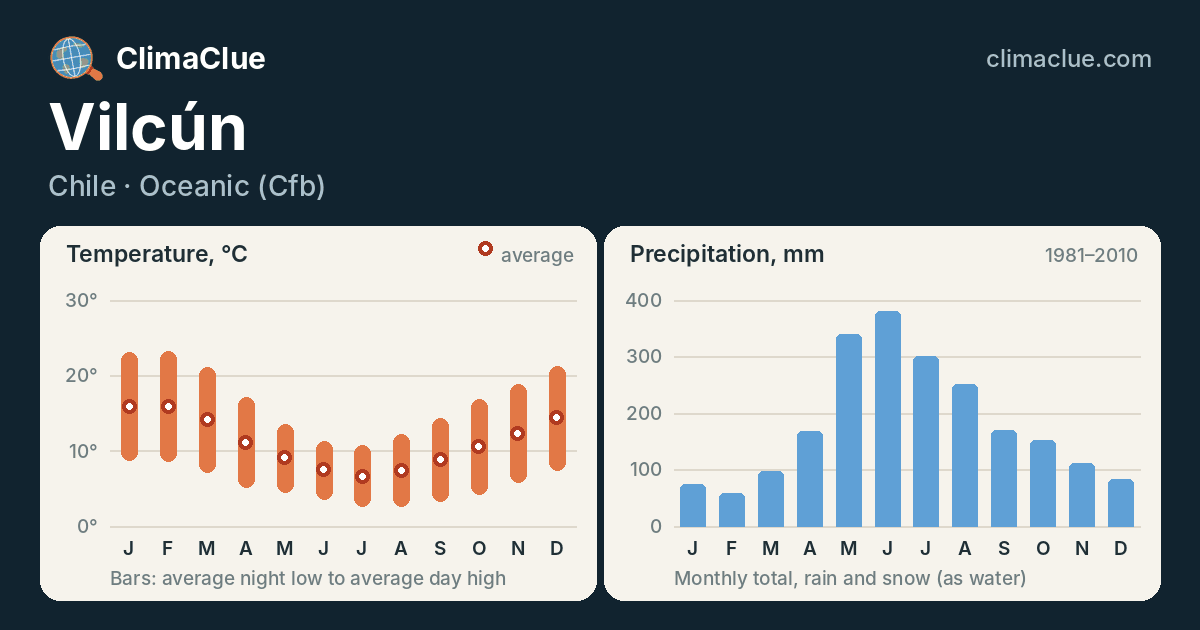 ClimaClue
climaclue.com
Vilcún
Chile · Oceanic (Cfb)
Temperature, °C
average
30°
20°
10°
0°
J F M A M J J A S O N D
Bars: average night low to average day high
Precipitation, mm
1981–2010
400
300
200
100
0
J F M A M J J A S O N D
Monthly total, rain and snow (as water)